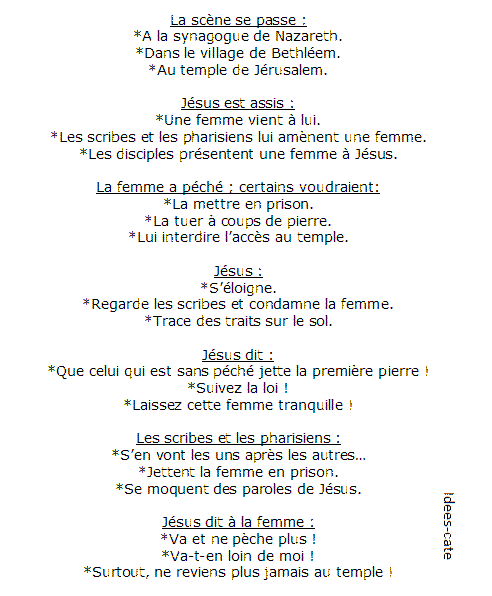 La scène se passe :
*A la synagogue de Nazareth.
*Dans le village de Bethléem.
*Au temple de Jérusalem.
Jésus est assis :
*Une femme vient à lui.
*Les scribes et les pharisiens lui amènent une femme.
*Les disciples présentent une femme à Jésus.
La femme a péché ; certains voudraient:
*La mettre en prison.
*La tuer à coups de pierre.
*Lui interdire l’accès au temple.
Jésus :
*S’éloigne.
*Regarde les scribes et condamne la femme.
*Trace des traits sur le sol.
Jésus dit :
*Que celui qui est sans péché jette la première pierre !
*Suivez la loi !
*Laissez cette femme tranquille !
Les scribes et les pharisiens :
*S’en vont les uns après les autres…
*Jettent la femme en prison.
*Se moquent des paroles de Jésus.
Jésus dit à la femme :
*Va et ne pèche plus !
*Va-t-en loin de moi !
*Surtout, ne reviens plus jamais au temple !
Idees-cate